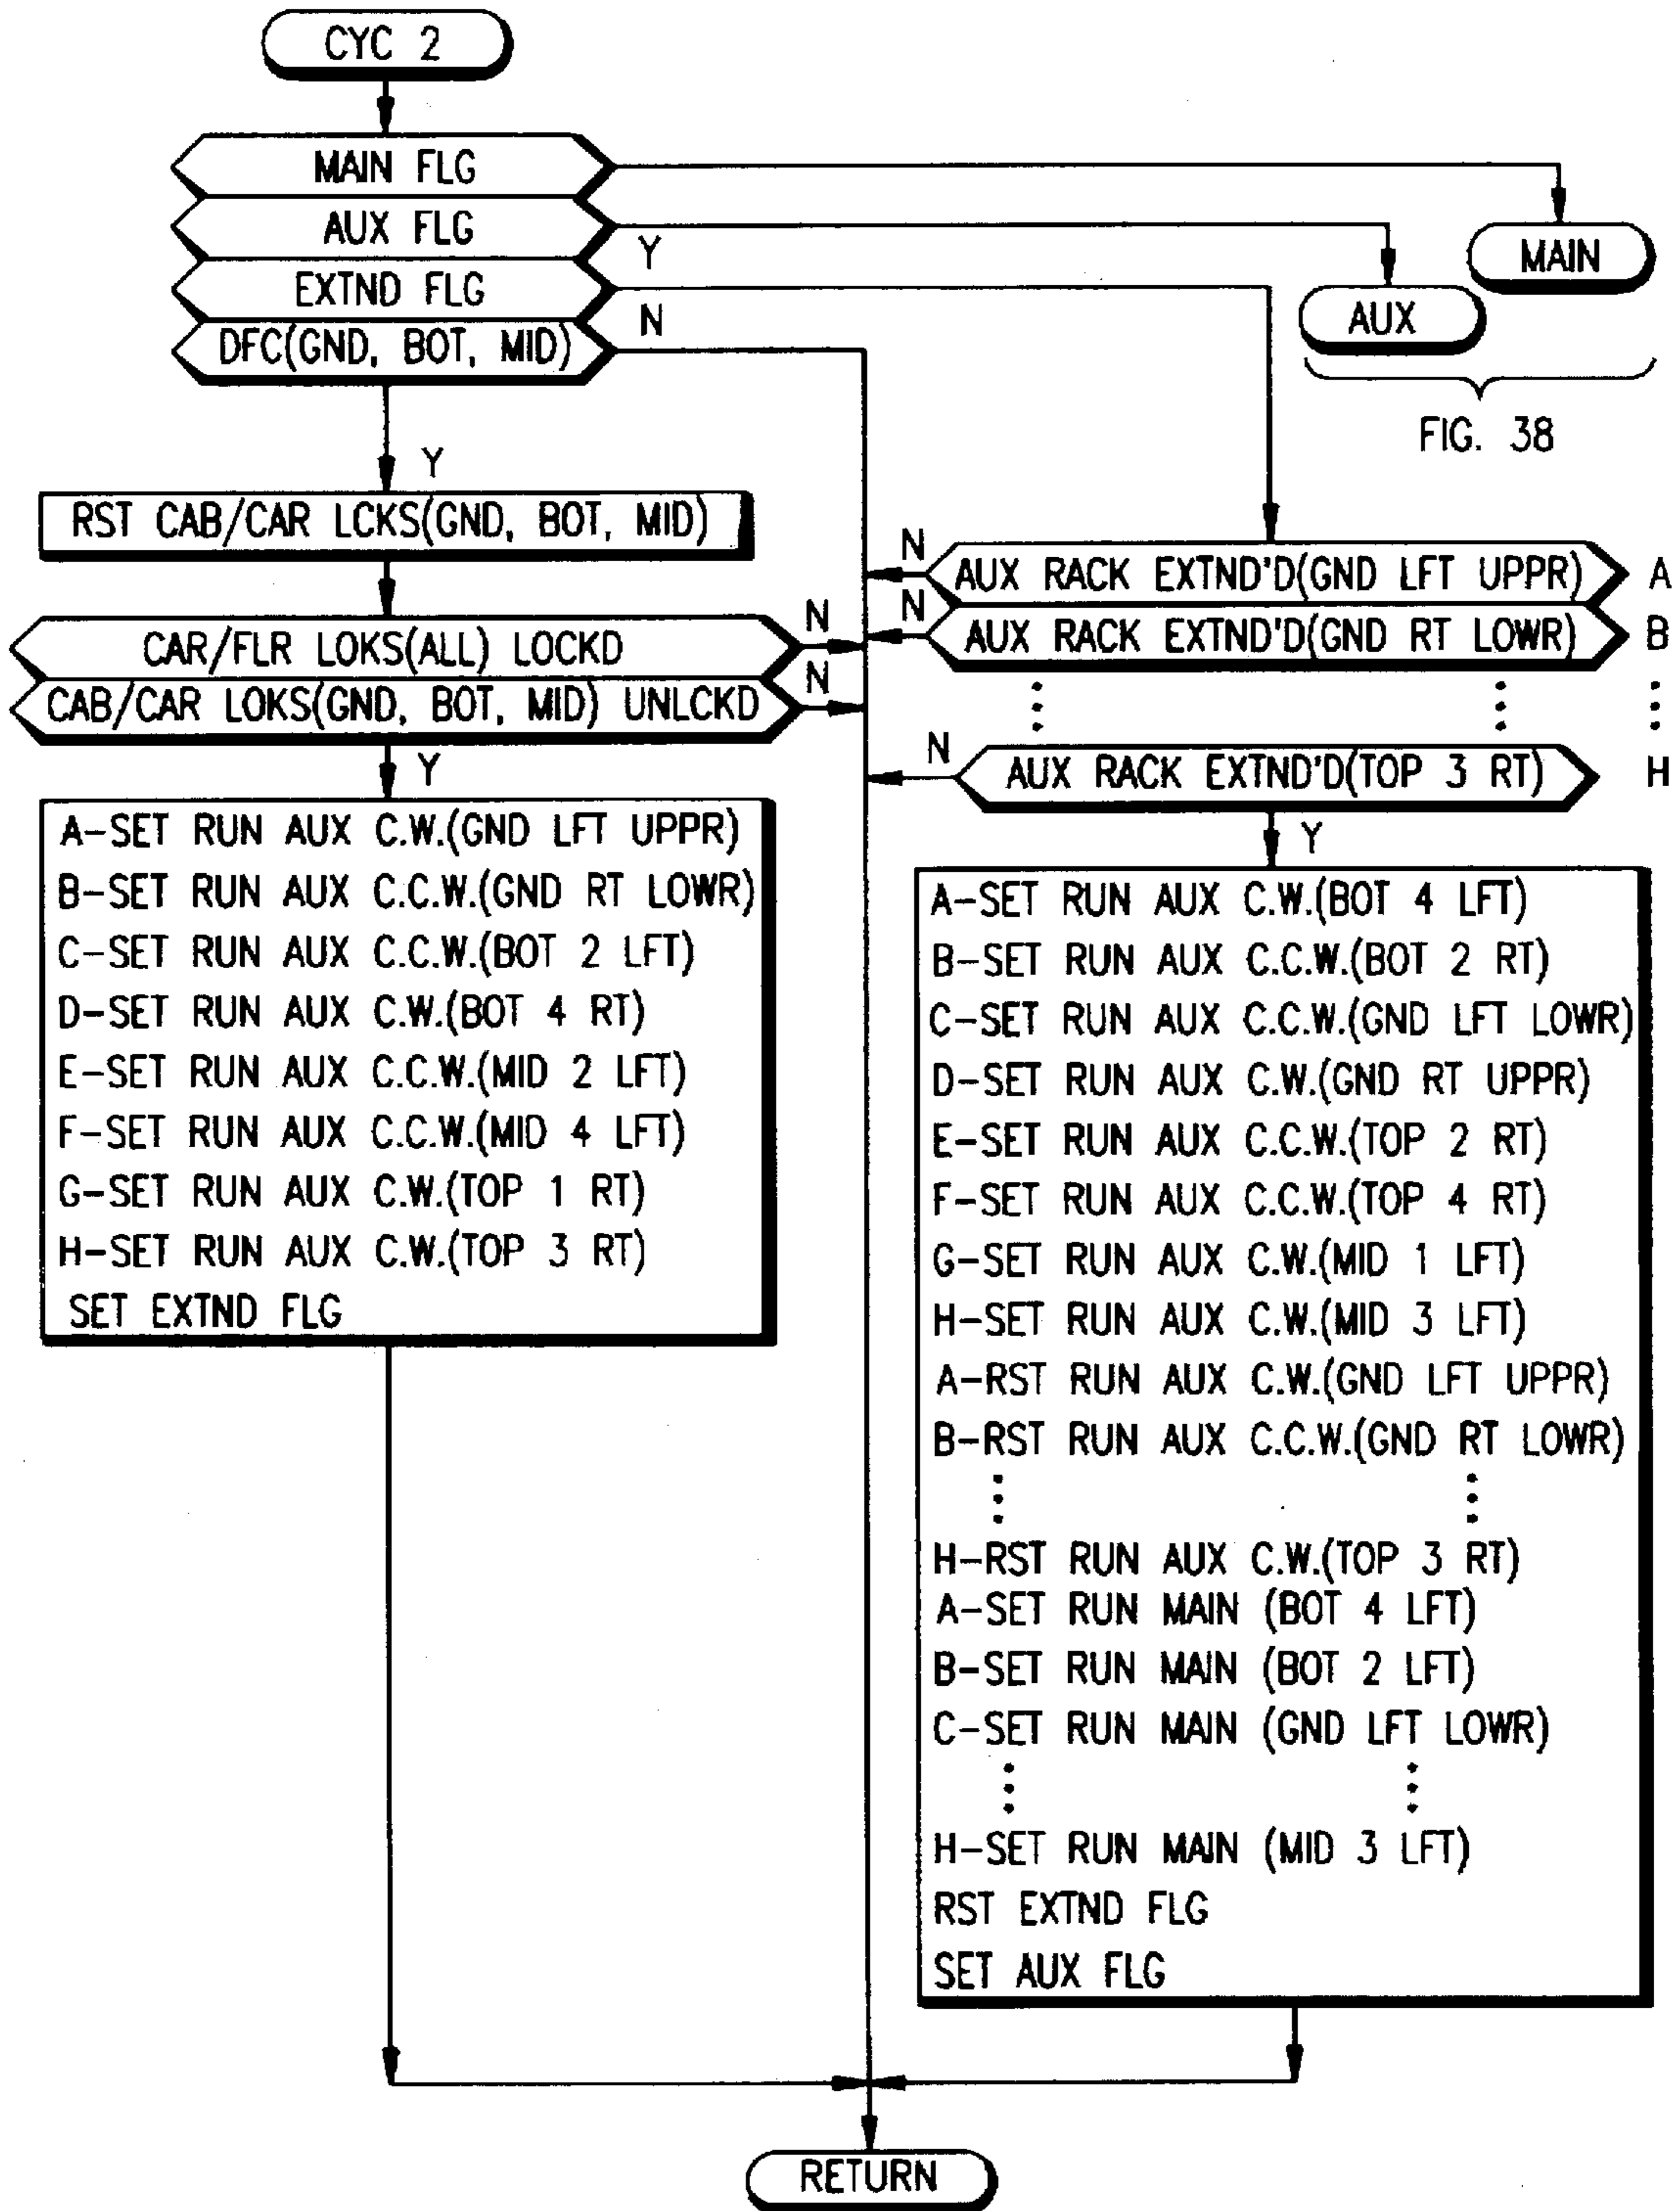 CYC 2
MAIN FLG
AUX FLG
Y
EXTND FLG
N
DFC(GND, BOT, MID)
MAIN
AUX
FIG. 38
Y
RST CAB/CAR LCKS(GND, BOT, MID)
CAR/FLR LOKS(ALL) LOCKD
N
CAB/CAR LOKS(GND, BOT, MID) UNLCKD
N
Y
A-SET RUN AUX C.W.(GND LFT UPPR)
B-SET RUN AUX C.C.W.(GND RT LOWR)
C-SET RUN AUX C.C.W.(BOT 2 LFT)
D-SET RUN AUX C.W.(BOT 4 RT)
E-SET RUN AUX C.C.W.(MID 2 LFT)
F-SET RUN AUX C.C.W.(MID 4 LFT)
G-SET RUN AUX C.W.(TOP 1 RT)
H-SET RUN AUX C.W.(TOP 3 RT)
SET EXTND FLG
N
AUX RACK EXTND'D(GND LFT UPPR) A
N
AUX RACK EXTND'D(GND RT LOWR) B
N
AUX RACK EXTND'D(TOP 3 RT) H
Y
A-SET RUN AUX C.W.(BOT 4 LFT)
B-SET RUN AUX C.C.W.(BOT 2 RT)
C-SET RUN AUX C.C.W.(GND LFT LOWR)
D-SET RUN AUX C.W.(GND RT UPPR)
E-SET RUN AUX C.C.W.(TOP 2 RT)
F-SET RUN AUX C.C.W.(TOP 4 RT)
G-SET RUN AUX C.W.(MID 1 LFT)
H-SET RUN AUX C.W.(MID 3 LFT)
A-RST RUN AUX C.W.(GND LFT UPPR)
B-RST RUN AUX C.C.W.(GND RT LOWR)
H-RST RUN AUX C.W.(TOP 3 RT)
A-SET RUN MAIN (BOT 4 LFT)
B-SET RUN MAIN (BOT 2 LFT)
C-SET RUN MAIN (GND LFT LOWR)
H-SET RUN MAIN (MID 3 LFT)
RST EXTND FLG
SET AUX FLG
RETURN